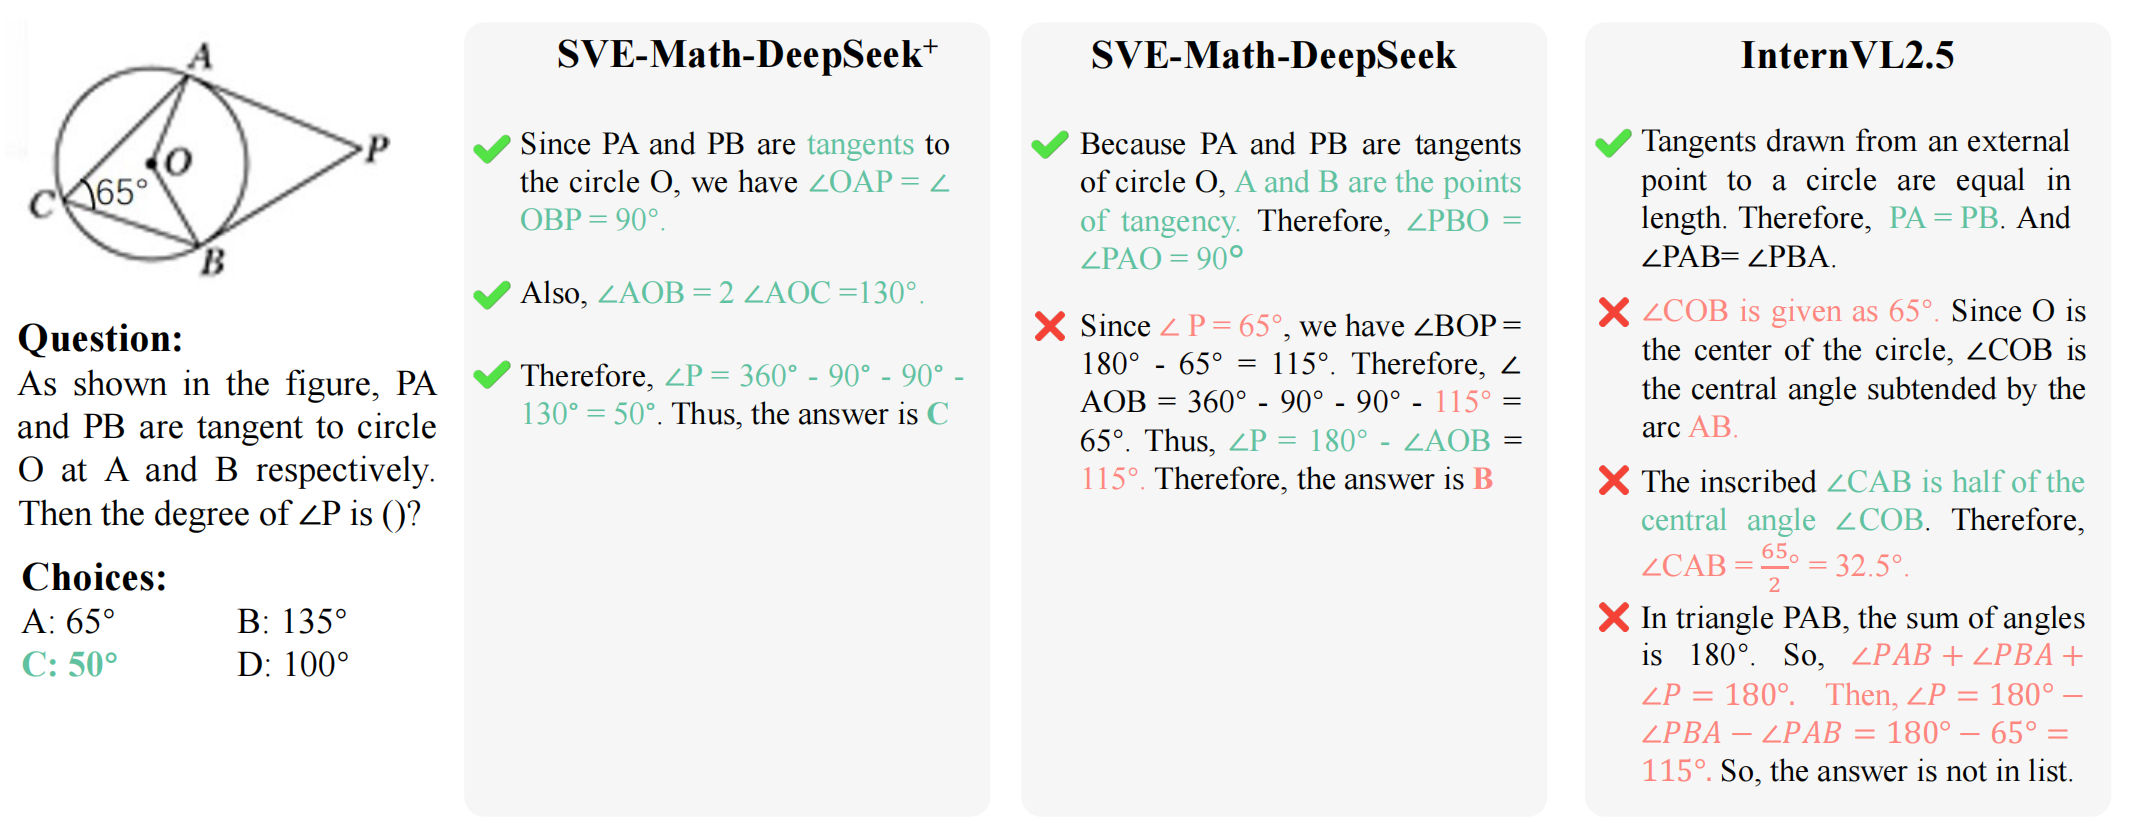 A
O
P
C
65°
B
Question:
As shown in the figure, PA
and PB are tangent to circle
O at A and B respectively.
Then the degree of ∠P is ()?
Choices:
A: 65° B: 135°
C: 50° D: 100°
SVE-Math-DeepSeek⁺
Since PA and PB are tangents to
the circle O, we have ∠OAP = ∠
OBP = 90°.
Also, ∠AOB = 2 ∠AOC =130°.
Therefore, ∠P = 360° - 90° - 90° -
130° = 50°. Thus, the answer is C
SVE-Math-DeepSeek
Because PA and PB are tangents
of circle O, A and B are the points
of tangency. Therefore, ∠PBO =
∠PAO = 90°
Since ∠ P = 65°, we have ∠BOP =
180° - 65° = 115°. Therefore, ∠
AOB = 360° - 90° - 90° - 115° =
65°. Thus, ∠P = 180° - ∠AOB =
115°. Therefore, the answer is B
InternVL2.5
Tangents drawn from an external
point to a circle are equal in
length. Therefore, PA = PB. And
∠PAB= ∠PBA.
∠COB is given as 65°. Since O is
the center of the circle, ∠COB is
the central angle subtended by the
arc AB.
The inscribed ∠CAB is half of the
central angle ∠COB. Therefore,
∠CAB = 65/2° = 32.5°.
In triangle PAB, the sum of angles
is 180°. So, ∠PAB + ∠PBA +
∠P = 180°. Then, ∠P = 180° −
∠PBA − ∠PAB = 180° − 65° =
115°. So, the answer is not in list.